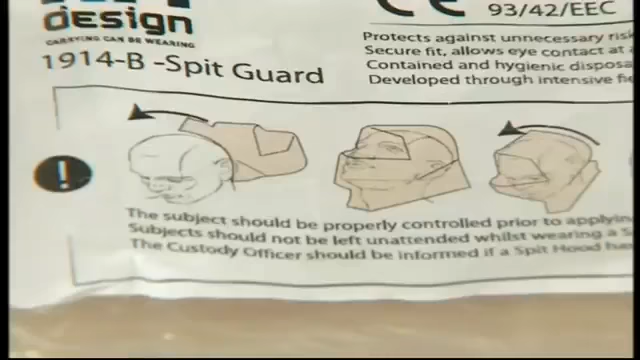 design
CARRYING CAN BE WEARING
CE 93/42/EEC
1914-B -Spit Guard
Protects against unnecessary risk
Secure fit, allows eye contact at
Contained and hygienic disposa
Developed through intensive fi
!
The subject should be properly controlled prior to applyin
Subjects should not be left unattended whilst wearing a S
The Custody Officer should be informed if a Spit Hood ha